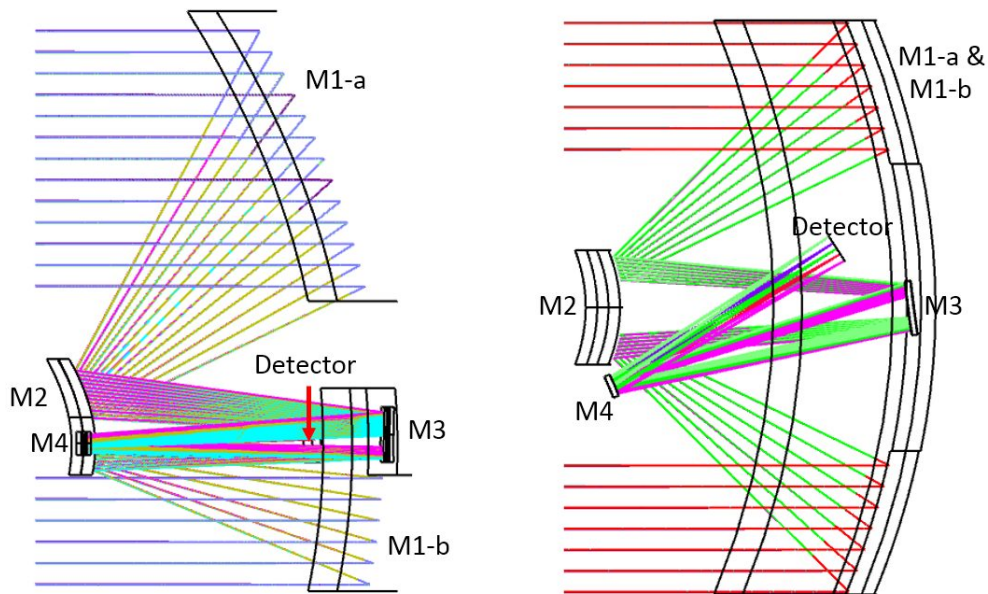 M1-a
M2
M4
Detector
M3
M1-b
M1-a &
M1-b
Detector
M2
M3
M4